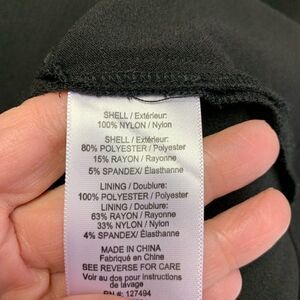 SHELL / Extérieur:
100% NYLON / Nylon
SHELL / Extérieur:
80% POLYESTER / Polyester
15% RAYON / Rayonne
5% SPANDEX/ Élasthanne
LINING / Doublure:
100% POLYESTER / Polyester
LINING / Doublure:
63% RAYON / Rayonne
33% NYLON / Nylon
4% SPANDEX/ Élasthanne
MADE IN CHINA
Fabriqué en Chine
SEE REVERSE FOR CARE
Voir au dos pour instructions
de lavage
RN #: 127494